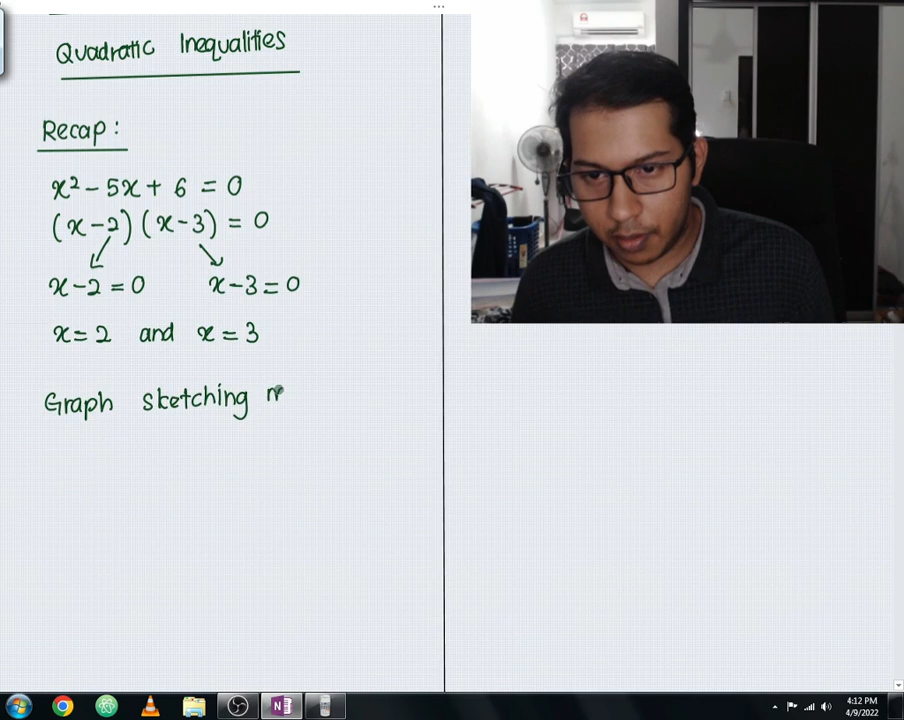 Quadratic Inequalities
Recap:
x² - 5x + 6 = 0
(x-2)(x-3) = 0
x-2=0 x-3=0
x=2 and x=3
Graph sketching
4:12 PM
4/9/2022